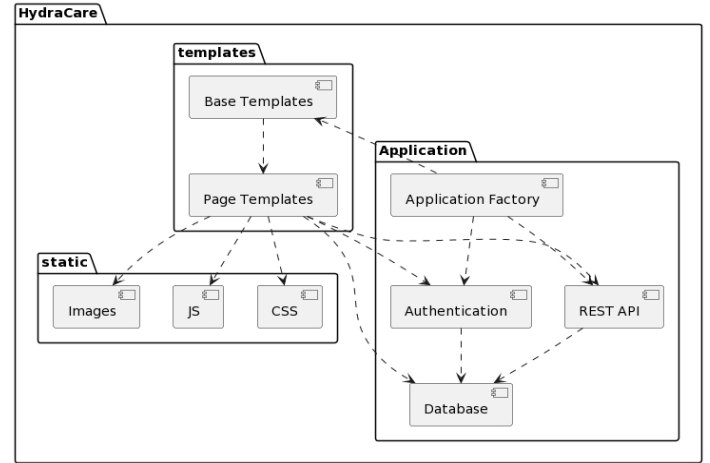 HydraCare
templates
Base Templates
Application
Page Templates
Application Factory
static
Images
JS
CSS
Authentication
REST API
Database